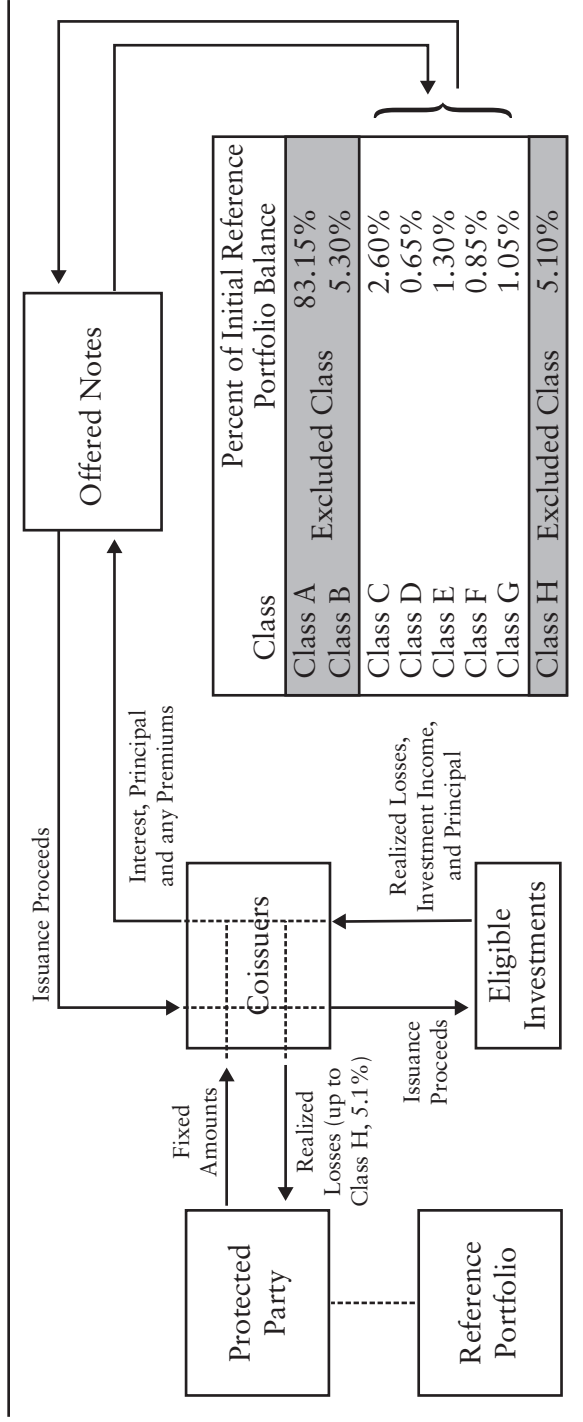 Issuance Proceeds
Protected
Party
Reference
Portfolio
Fixed
Amounts
Realized
Losses (up to
Class H, 5.1%)
Coissuers
Issuance
Proceeds
Interest, Principal
and any Premiums
Realized Losses,
Investment Income,
and Principal
Eligible
Investments
Offered Notes
Class Percent of Initial Reference
Portfolio Balance
Class A 83.15%
Class B Excluded Class 5.30%
Class C 2.60%
Class D 0.65%
Class E 1.30%
Class F 0.85%
Class G 1.05%
Class H Excluded Class 5.10%